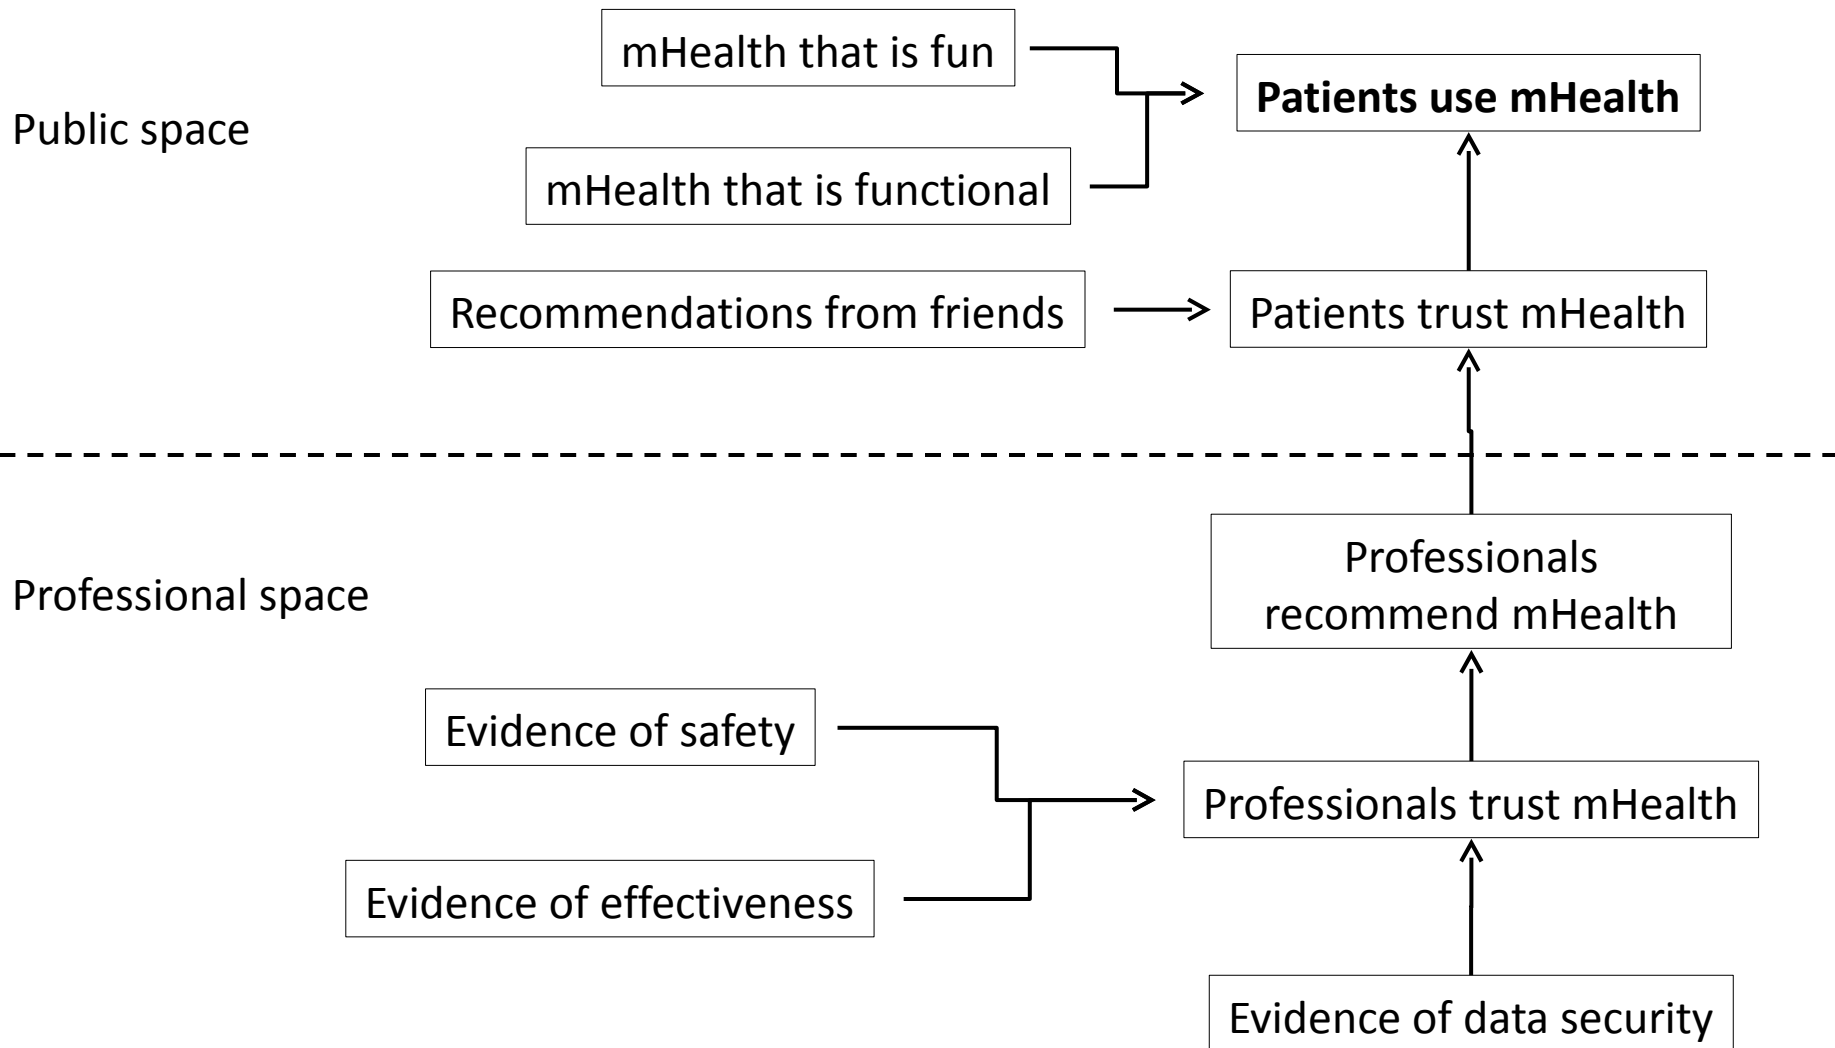 mHealth that is fun
Patients use mHealth
Public space
mHealth that is functional
Recommendations from friends
Patients trust mHealth
Professionals
recommend mHealth
Professional space
Evidence of safety
Professionals trust mHealth
Evidence of effectiveness
Evidence of data security